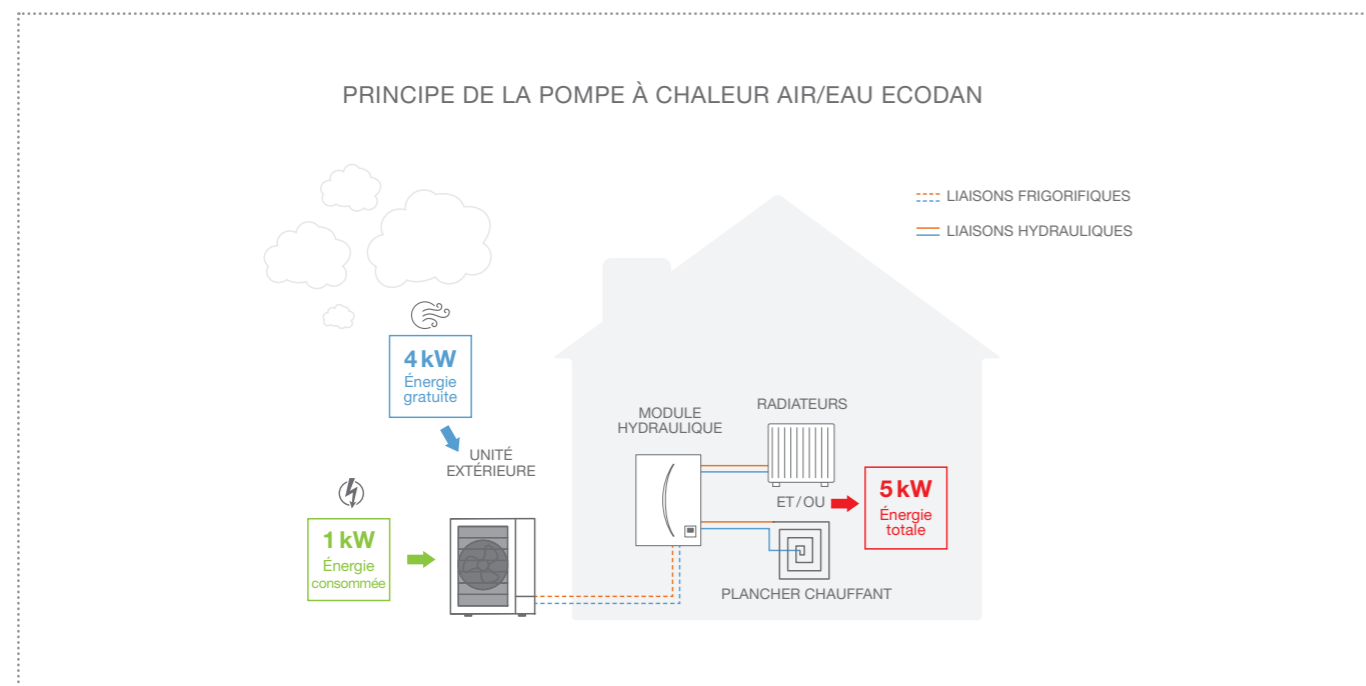 PRINCIPE DE LA POMPE À CHALEUR AIR/EAU ECODAN
LIAISONS FRIGORIFIQUES
LIAISONS HYDRAULIQUES
4 kW
Énergie
gratuite
UNITÉ
EXTÉRIEURE
1 kW
Énergie
consommée
MODULE
HYDRAULIQUE
RADIATEURS
ET / OU
5 kW
Énergie
totale
PLANCHER CHAUFFANT